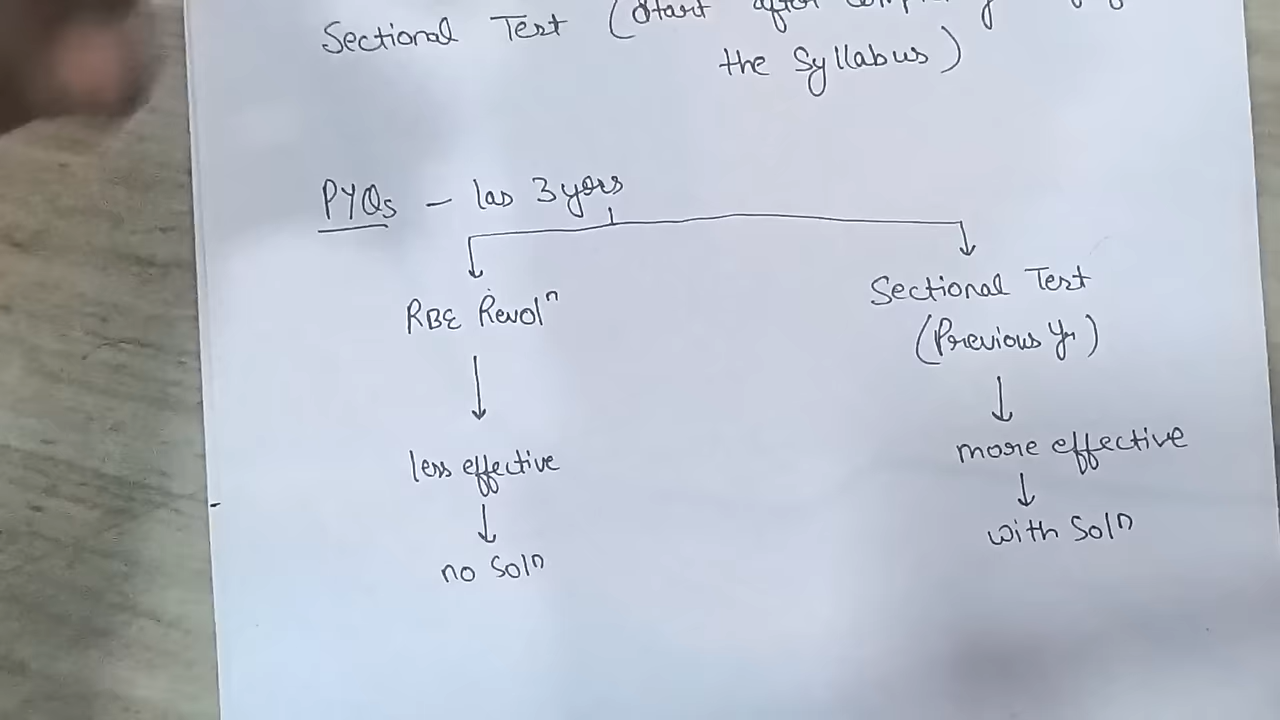 Sectional Test (Start after
the Syllabus)
PYQs – las 3 yers
RBE Revolⁿ
Sectional Test
(Previous Yr)
less effective
more effective
no Solⁿ
with Solⁿ